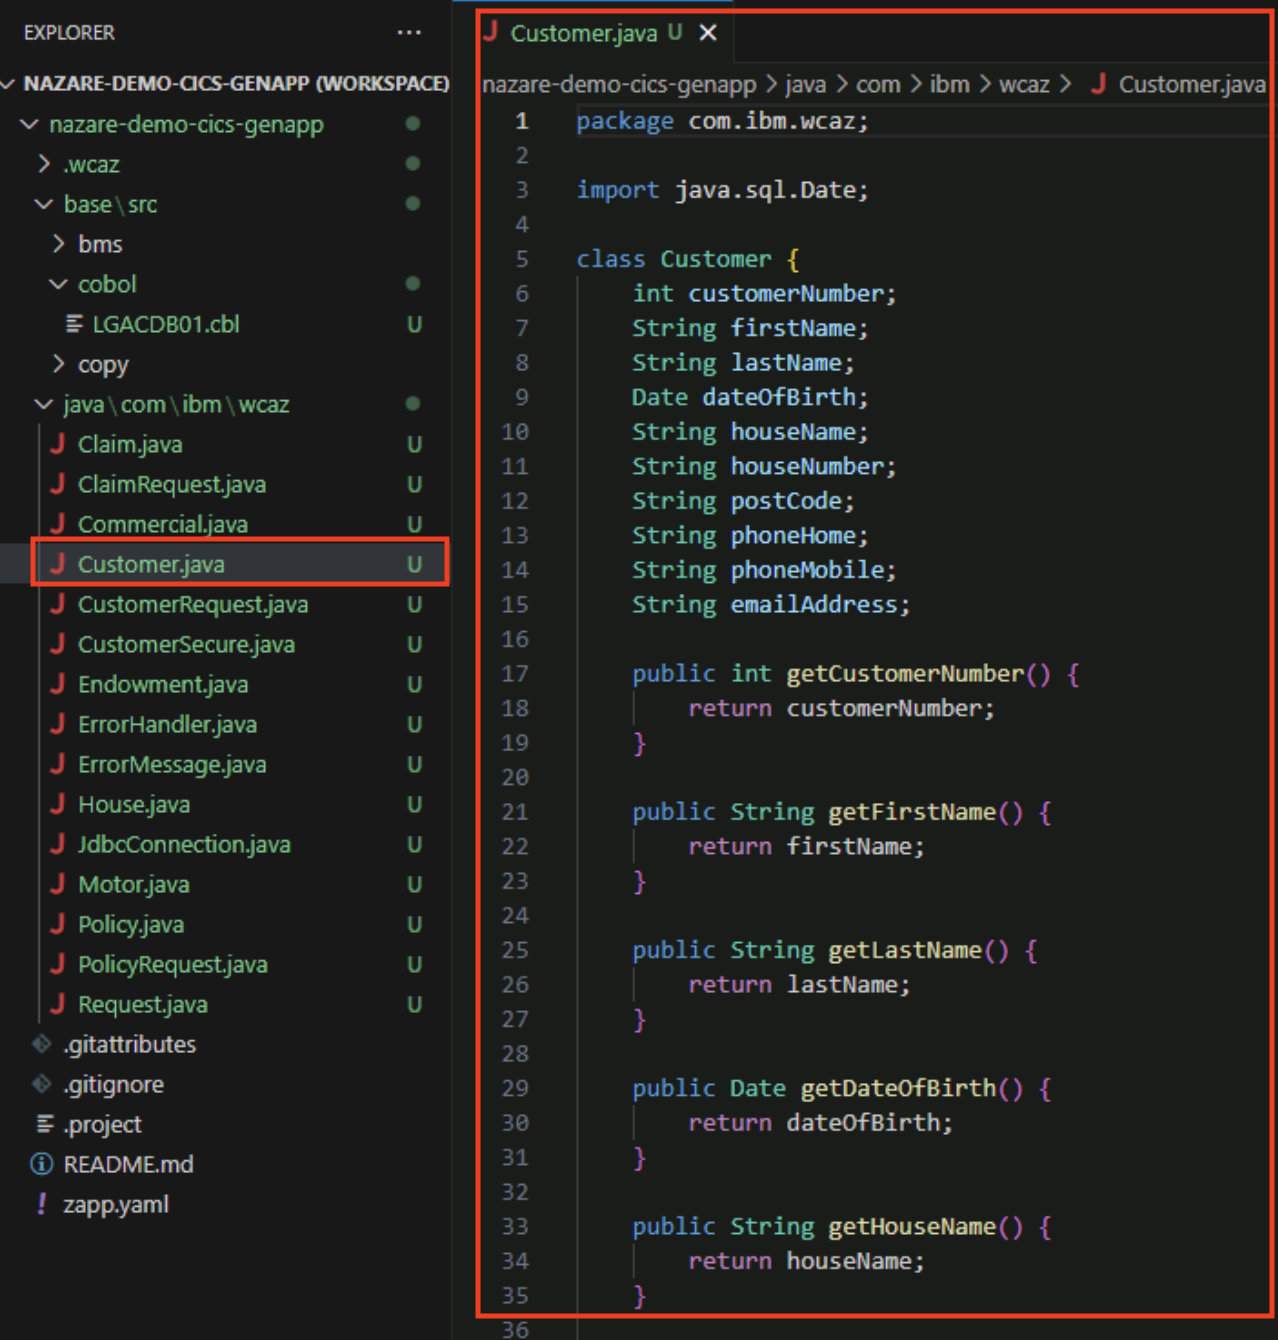 EXPLORER ...
NAZARE-DEMO-CICS-GENAPP (WORKSPACE)
nazare-demo-cics-genapp
.wcaz
base\src
bms
cobol
LGACDB01.cbl U
copy
java\com\ibm\wcaz
J Claim.java U
J ClaimRequest.java U
J Commercial.java U
J Customer.java U
J CustomerRequest.java U
J CustomerSecure.java U
J Endowment.java U
J ErrorHandler.java U
J ErrorMessage.java U
J House.java U
J JdbcConnection.java U
J Motor.java U
J Policy.java U
J PolicyRequest.java U
J Request.java U
.gitattributes
.gitignore
.project
README.md
! zapp.yaml
J Customer.java U ×
nazare-demo-cics-genapp > java > com > ibm > wcaz > J Customer.java
1 package com.ibm.wcaz;
2
3 import java.sql.Date;
4
5 class Customer {
6     int customerNumber;
7     String firstName;
8     String lastName;
9     Date dateOfBirth;
10     String houseName;
11     String houseNumber;
12     String postCode;
13     String phoneHome;
14     String phoneMobile;
15     String emailAddress;
16
17     public int getCustomerNumber() {
18         return customerNumber;
19     }
20
21     public String getFirstName() {
22         return firstName;
23     }
24
25     public String getLastName() {
26         return lastName;
27     }
28
29     public Date getDateOfBirth() {
30         return dateOfBirth;
31     }
32
33     public String getHouseName() {
34         return houseName;
35     }
36